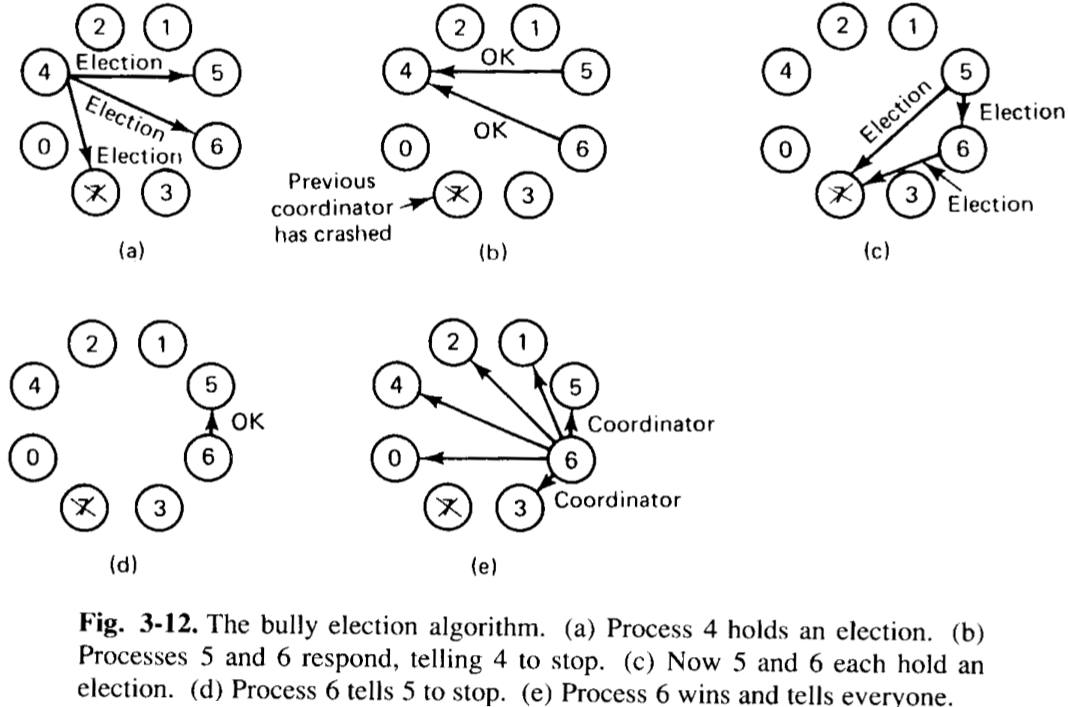 2 1
4 Election 5
Election
0 Election 6
7 3
(a)
2 1
4 OK 5
OK
0 6
Previous
coordinator
has crashed
7 3
(b)
2 1
4 5
Election Election
0 6
7 3 Election
(c)
2 1
4 5
OK
0 6
7 3
(d)
2 1
4 5
Coordinator
0 6
7 3 Coordinator
(e)
Fig. 3-12. The bully election algorithm. (a) Process 4 holds an election. (b)
Processes 5 and 6 respond, telling 4 to stop. (c) Now 5 and 6 each hold an
election. (d) Process 6 tells 5 to stop. (e) Process 6 wins and tells everyone.